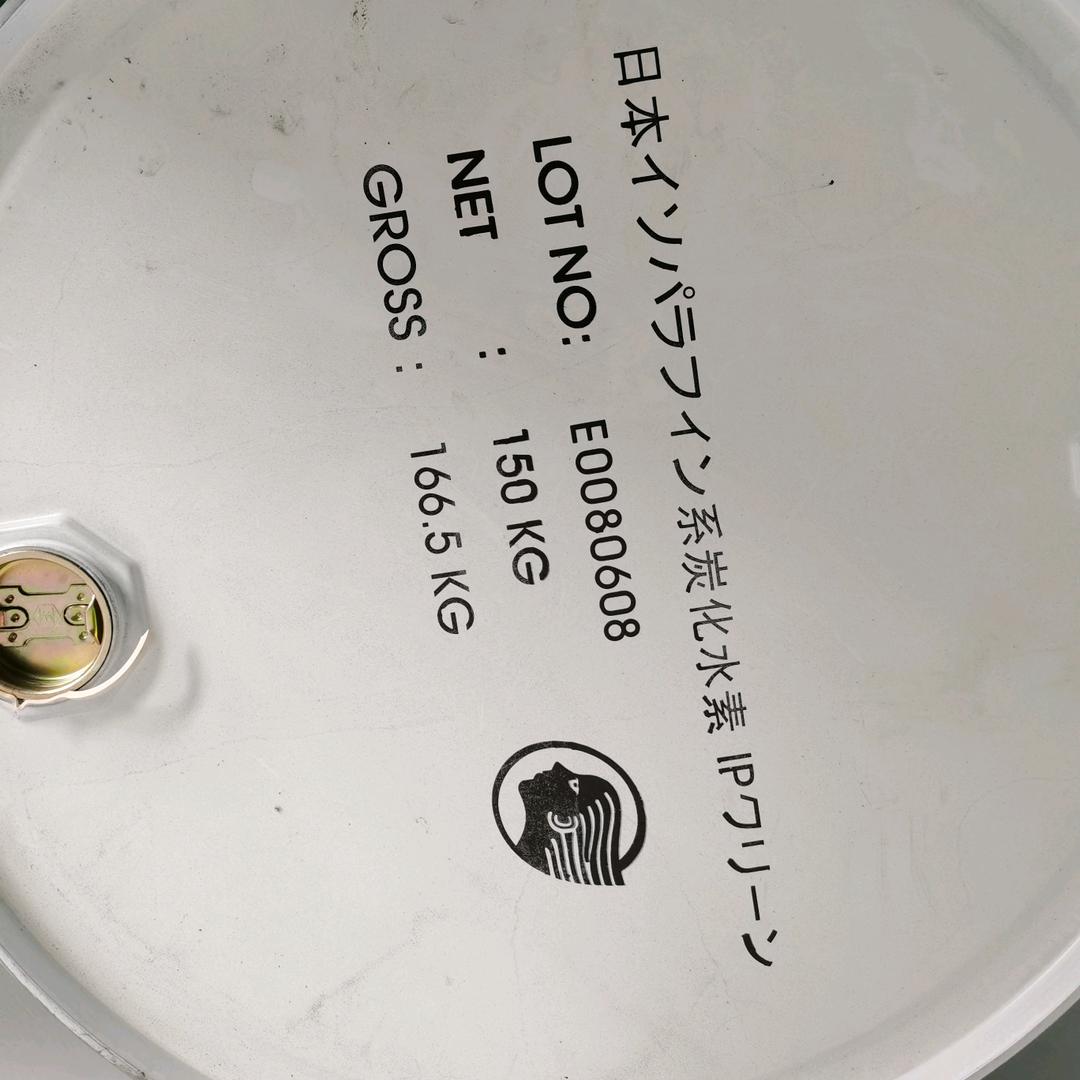 日本イソパラフィン系炭化水素 IPクリーン
LOT NO: E0080608
NET : 150 KG
GROSS : 166.5 KG